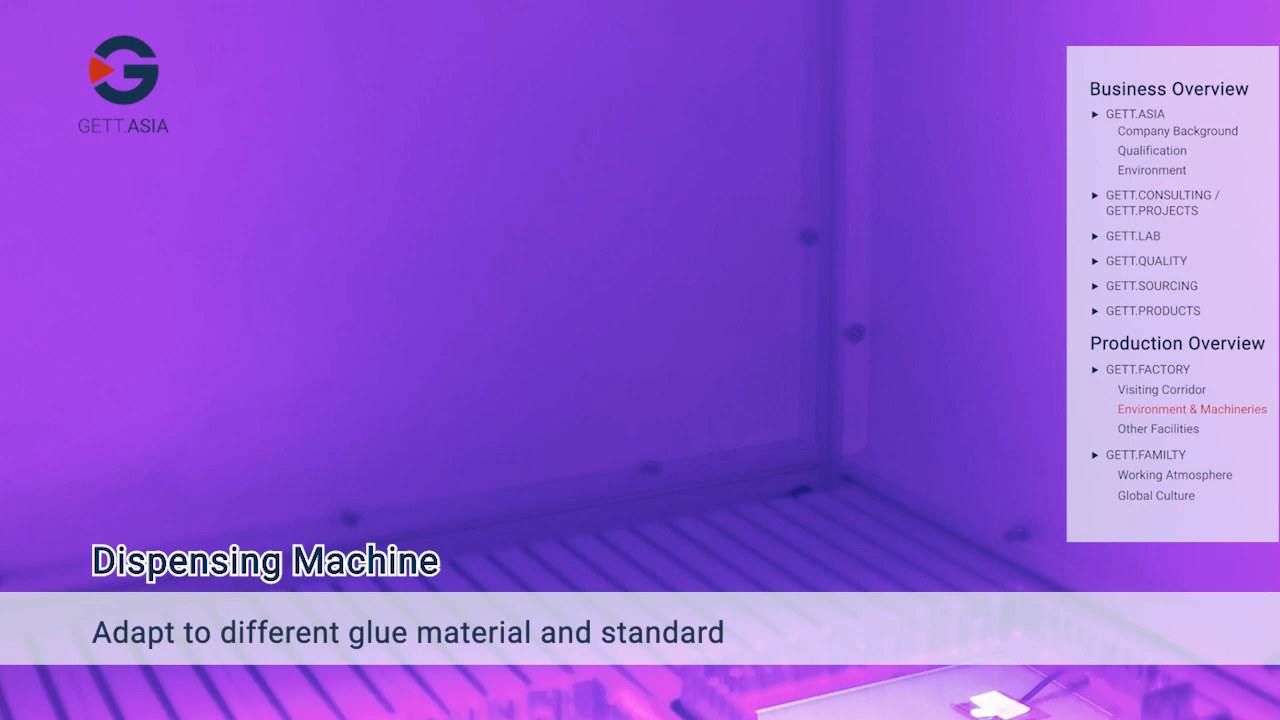 GETT.ASIA
Business Overview
GETT.ASIA
Company Background
Qualification
Environment
GETT.CONSULTING /
GETT.PROJECTS
GETT.LAB
GETT.QUALITY
GETT.SOURCING
GETT.PRODUCTS
Production Overview
GETT.FACTORY
Visiting Corridor
Environment & Machineries
Other Facilities
GETT.FAMILTY
Working Atmosphere
Global Culture
Dispensing Machine
Adapt to different glue material and standard